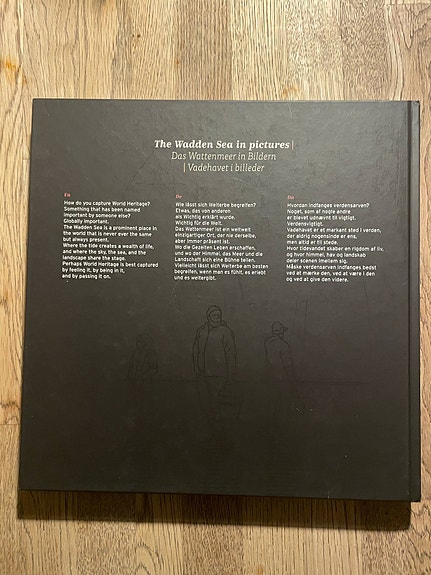 The Wadden Sea in pictures |
Das Wattenmeer in Bildern
| Vadehavet i billeder
En
How do you capture World Heritage?
Something that has been named
important by someone else?
Globally important.
The Wadden Sea is a prominent place in
the world that is never ever the same
but always present.
Where the tide creates a wealth of life,
and where the sky, the sea, and the
landscape share the stage.
Perhaps World Heritage is best captured
by feeling it, by being in it,
and by passing it on.
De
Wie lässt sich Welterbe begreifen?
Etwas, das von anderen
als Wichtig erklärt wurde.
Wichtig für die Welt.
Das Wattenmeer ist ein weltweit
einzigartiger Ort, der nie derselbe,
aber immer präsent ist.
Wo die Gezeiten Leben erschaffen,
und wo der Himmel, das Meer und die
Landschaft sich eine Bühne teilen.
Vielleicht lässt sich Welterbe am besten
begreifen, wenn man es fühlt, es erlebt
und es weitergibt.
Da
Hvordan indfanges verdensarven?
Noget, som af nogle andre
er blevet udnævnt til vigtigt.
Verdensvigtigt.
Vadehavet er et markant sted i verden,
der aldrig nogensinde er ens,
men altid er til stede.
Hvor tidevandet skaber en rigdom af liv,
og hvor himmel, hav og landskab
deler scenen imellem sig.
Måske verdensarven indfanges bedst
ved at mærke den, ved at være i den
og ved at give den videre.